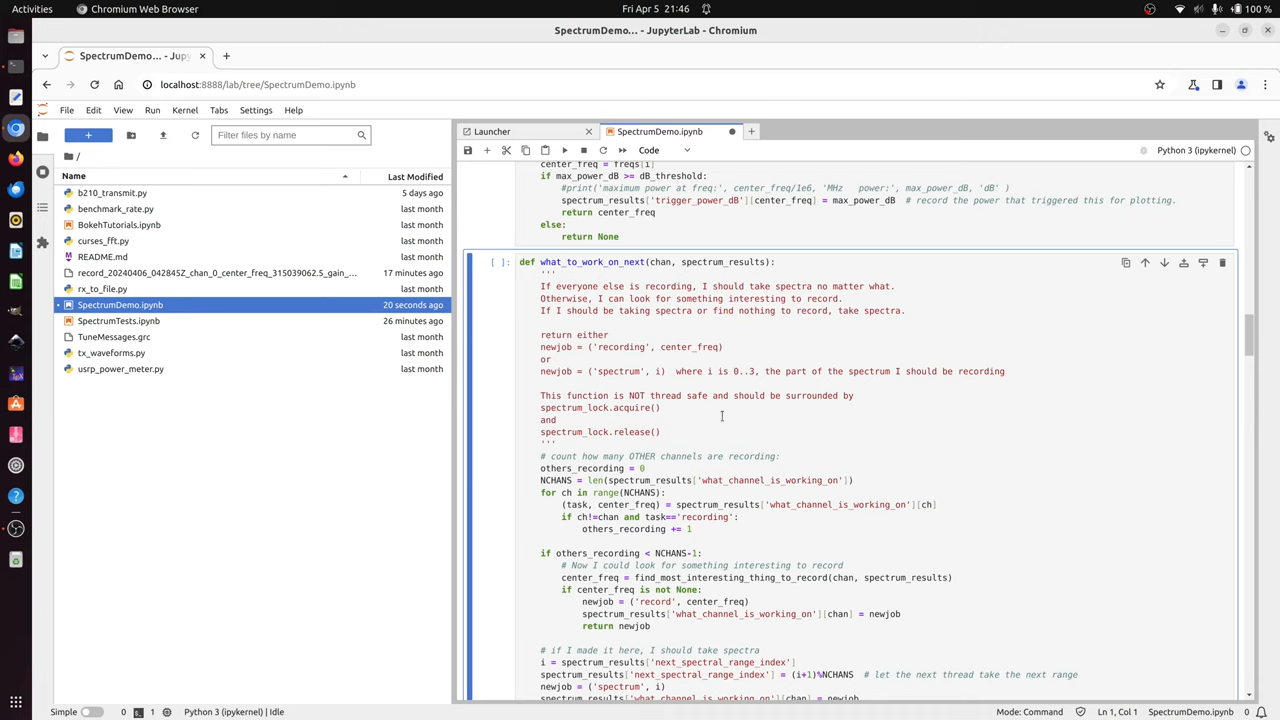 Activities
Chromium Web Browser
Fri Apr 5 21:46
100 %
SpectrumDemo… - JupyterLab - Chromium
SpectrumDemo… - Jupy
localhost:8888/lab/tree/SpectrumDemo.ipynb
File Edit View Run Kernel Tabs Settings Help
Filter files by name
/
Name Last Modified
b210_transmit.py 5 days ago
benchmark_rate.py last month
BokehTutorials.ipynb last month
curses_fft.py last month
README.md last month
record_20240406_042845Z_chan_0_center_freq_315039062.5_gain_… 17 minutes ago
rx_to_file.py last month
SpectrumDemo.ipynb 20 seconds ago
SpectrumTests.ipynb 26 minutes ago
TuneMessages.grc last month
tx_waveforms.py last month
usrp_power_meter.py last month
Launcher
SpectrumDemo.ipynb
Code
Python 3 (ipykernel)
center_freq = freqs[i]
if max_power_dB >= dB_threshold:
#print('maximum power at freq:', center_freq/1e6, 'MHz   power:', max_power_dB, 'dB' )
spectrum_results['trigger_power_dB'][center_freq] = max_power_dB  # record the power that triggered this for plotting.
return center_freq
else:
return None
[ ]:
def what_to_work_on_next(chan, spectrum_results):
'''
If everyone else is recording, I should take spectra no matter what.
Otherwise, I can look for something interesting to record.
If I should be taking spectra or find nothing to record, take spectra.
return either
newjob = ('recording', center_freq)
or
newjob = ('spectrum', i)  where i is 0..3, the part of the spectrum I should be recording
This function is NOT thread safe and should be surrounded by
spectrum_lock.acquire()
and
spectrum_lock.release()
'''
# count how many OTHER channels are recording:
others_recording = 0
NCHANS = len(spectrum_results['what_channel_is_working_on'])
for ch in range(NCHANS):
(task, center_freq) = spectrum_results['what_channel_is_working_on'][ch]
if ch!=chan and task=='recording':
others_recording += 1
if others_recording < NCHANS-1:
# Now I could look for something interesting to record
center_freq = find_most_interesting_thing_to_record(chan, spectrum_results)
if center_freq is not None:
newjob = ('record', center_freq)
spectrum_results['what_channel_is_working_on'][chan] = newjob
return newjob
# if I made it here, I should take spectra
i = spectrum_results['next_spectral_range_index']
spectrum_results['next_spectral_range_index'] = (i+1)%NCHANS  # let the next thread take the next range
newjob = ('spectrum', i)
spectrum_results['what_channel_is_working_on'][chan] = newjob
Simple
0
1
Python 3 (ipykernel) | Idle
Mode: Command
Ln 1, Col 1
SpectrumDemo.ipynb
0